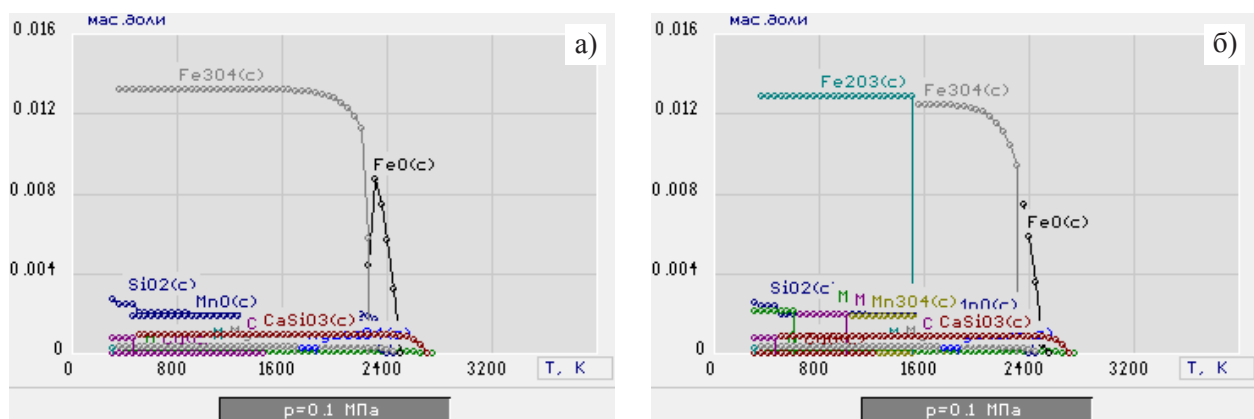 мас.доли
а)
0.016
Fe3O4(c)
0.012
FeO(c)
0.008
0.004
SiO2(c)
MnO(c)
CaSiO3(c)
0
0 800 1600 2400 3200
T, K
p=0.1 МПа
мас.доли
б)
0.016
Fe2O3(c)
Fe3O4(c)
0.012
0.008
FeO(c)
0.004
SiO2(c)
M M Mn3O4(c)
CaSiO3(c)
0
0 800 1600 2400 3200
T, K
p=0.1 МПа